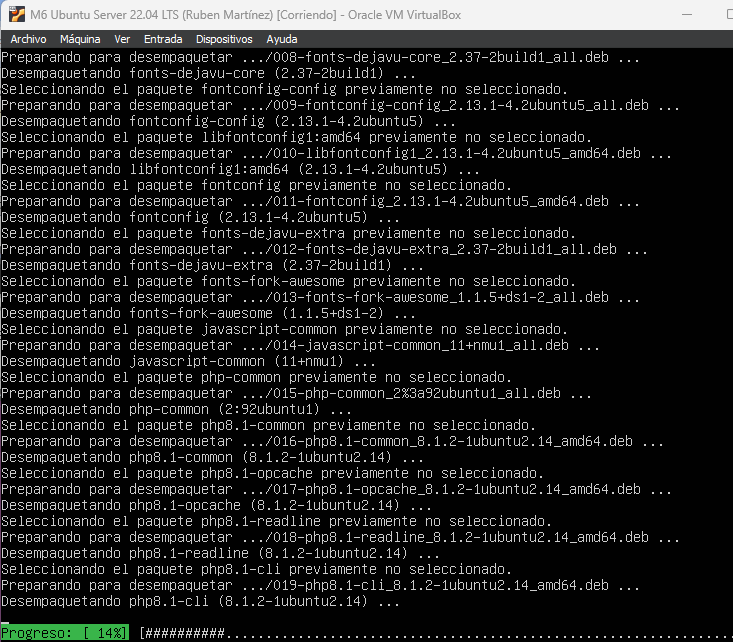 M6 Ubuntu Server 22.04 LTS (Ruben Martínez) [Corriendo] - Oracle VM VirtualBox
Archivo Máquina Ver Entrada Dispositivos Ayuda
Preparando para desempaquetar .../008-fonts-dejavu-core_2.37-2build1_all.deb ...
Desempaquetando fonts-dejavu-core (2.37-2build1) ...
Seleccionando el paquete fontconfig-config previamente no seleccionado.
Preparando para desempaquetar .../009-fontconfig-config_2.13.1-4.2ubuntu5_all.deb ...
Desempaquetando fontconfig-config (2.13.1-4.2ubuntu5) ...
Seleccionando el paquete libfontconfig1:amd64 previamente no seleccionado.
Preparando para desempaquetar .../010-libfontconfig1_2.13.1-4.2ubuntu5_amd64.deb ...
Desempaquetando libfontconfig1:amd64 (2.13.1-4.2ubuntu5) ...
Seleccionando el paquete fontconfig previamente no seleccionado.
Preparando para desempaquetar .../011-fontconfig_2.13.1-4.2ubuntu5_amd64.deb ...
Desempaquetando fontconfig (2.13.1-4.2ubuntu5) ...
Seleccionando el paquete fonts-dejavu-extra previamente no seleccionado.
Preparando para desempaquetar .../012-fonts-dejavu-extra_2.37-2build1_all.deb ...
Desempaquetando fonts-dejavu-extra (2.37-2build1) ...
Seleccionando el paquete fonts-fork-awesome previamente no seleccionado.
Preparando para desempaquetar .../013-fonts-fork-awesome_1.1.5+ds1-2_all.deb ...
Desempaquetando fonts-fork-awesome (1.1.5+ds1-2) ...
Seleccionando el paquete javascript-common previamente no seleccionado.
Preparando para desempaquetar .../014-javascript-common_11+nmu1_all.deb ...
Desempaquetando javascript-common (11+nmu1) ...
Seleccionando el paquete php-common previamente no seleccionado.
Preparando para desempaquetar .../015-php-common_2%3a92ubuntu1_all.deb ...
Desempaquetando php-common (2:92ubuntu1) ...
Seleccionando el paquete php8.1-common previamente no seleccionado.
Preparando para desempaquetar .../016-php8.1-common_8.1.2-1ubuntu2.14_amd64.deb ...
Desempaquetando php8.1-common (8.1.2-1ubuntu2.14) ...
Seleccionando el paquete php8.1-opcache previamente no seleccionado.
Preparando para desempaquetar .../017-php8.1-opcache_8.1.2-1ubuntu2.14_amd64.deb ...
Desempaquetando php8.1-opcache (8.1.2-1ubuntu2.14) ...
Seleccionando el paquete php8.1-readline previamente no seleccionado.
Preparando para desempaquetar .../018-php8.1-readline_8.1.2-1ubuntu2.14_amd64.deb ...
Desempaquetando php8.1-readline (8.1.2-1ubuntu2.14) ...
Seleccionando el paquete php8.1-cli previamente no seleccionado.
Preparando para desempaquetar .../019-php8.1-cli_8.1.2-1ubuntu2.14_amd64.deb ...
Desempaquetando php8.1-cli (8.1.2-1ubuntu2.14) ...
Progreso: [ 14%] [##########...............................................................